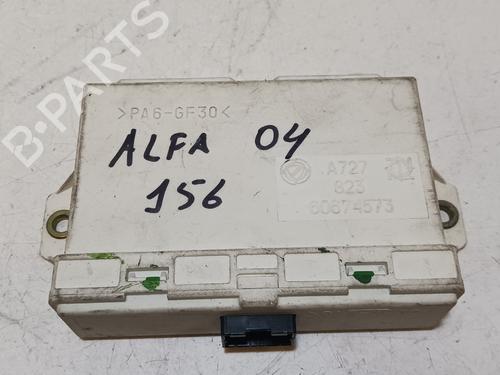 B-PARTS
>PA6-GF30<
ALFA 04
156
A727
823
60674573